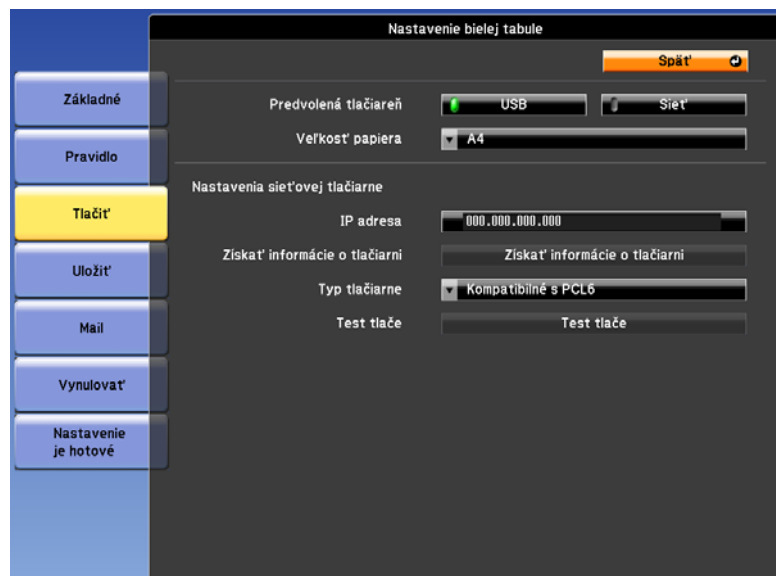 Nastavenie bielej tabule
Späť
Základné
Pravidlo
Tlačiť
Uložiť
Mail
Vynulovať
Nastavenie
je hotové
Predvolená tlačiareň
USB
Sieť
Veľkosť papiera
A4
Nastavenia sieťovej tlačiarne
IP adresa
000.000.000.000
Získať informácie o tlačiarni
Získať informácie o tlačiarni
Typ tlačiarne
Kompatibilné s PCL6
Test tlače
Test tlače